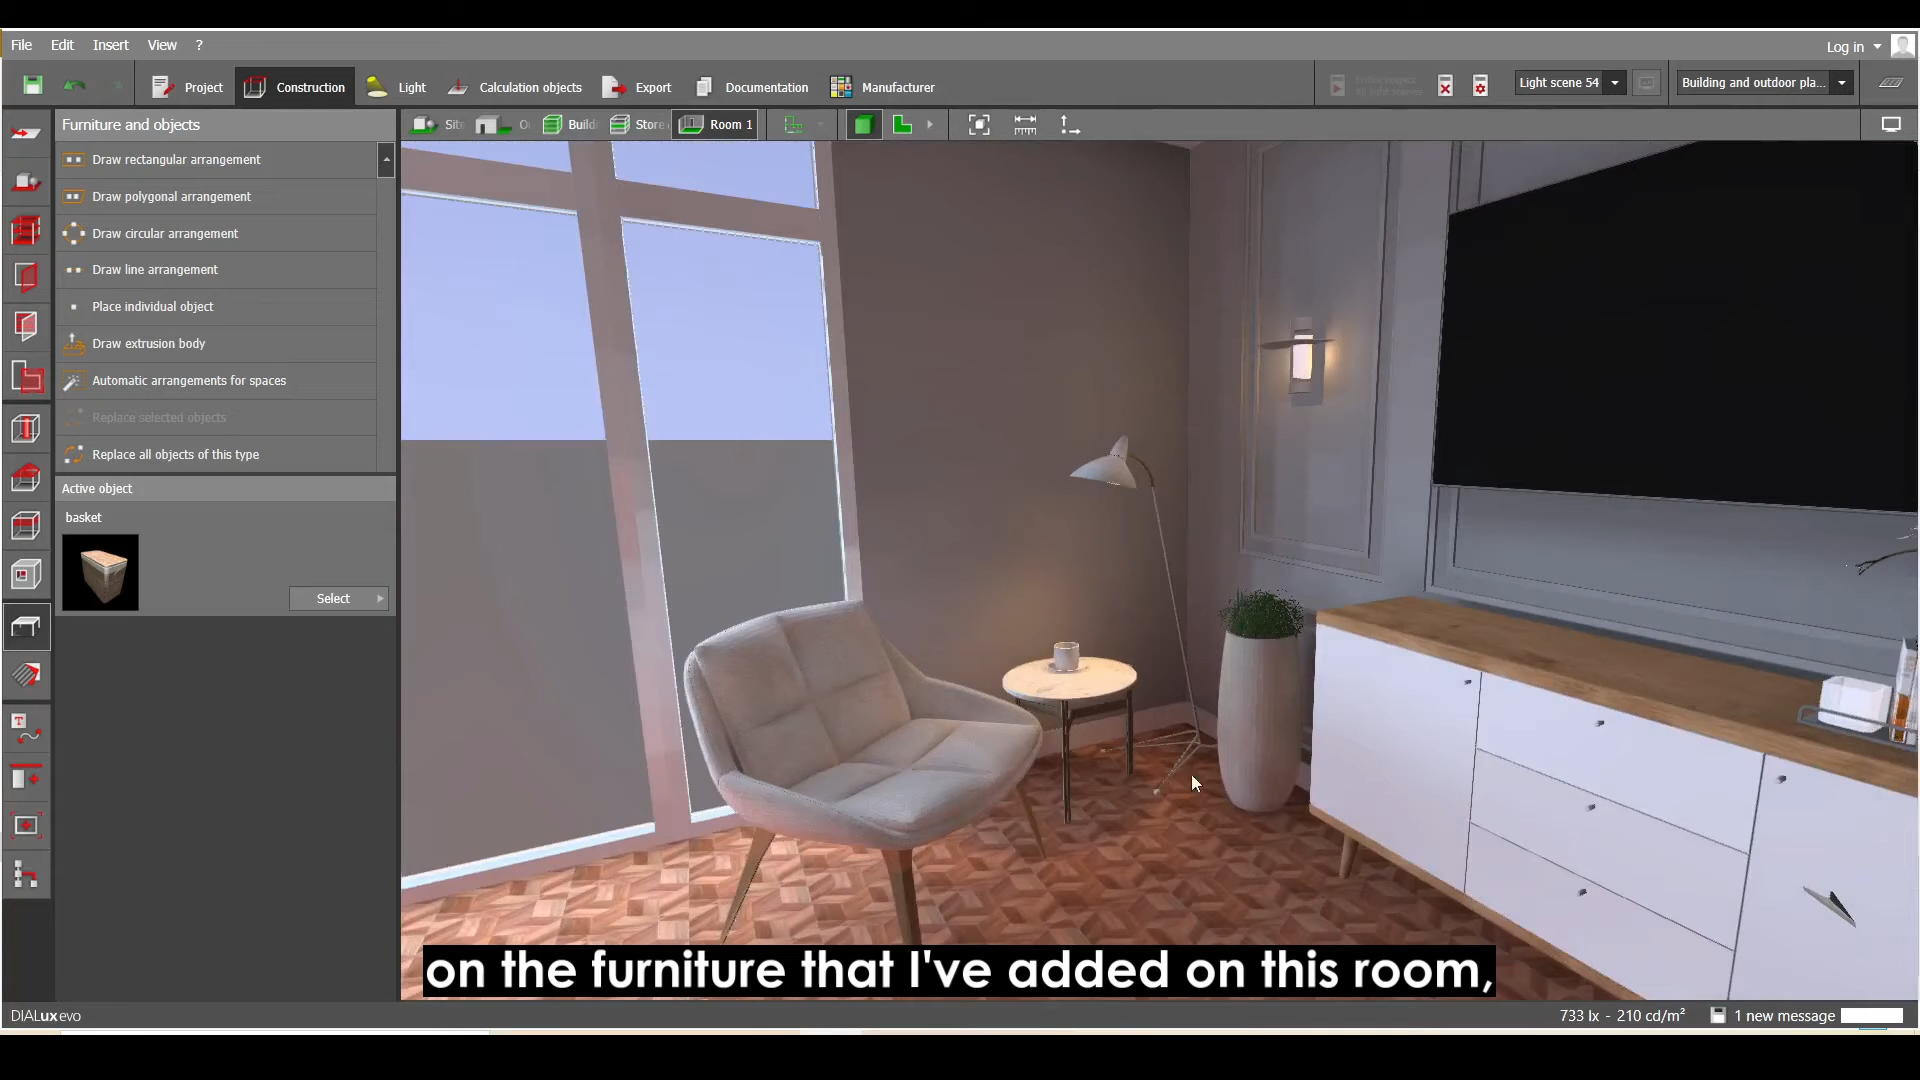 File Edit Insert View ?
Log in
Project Construction Light Calculation objects Export Documentation Manufacturer
Light scene 54
Building and outdoor pla...
Furniture and objects
Sit O Buildi Store Room 1
Draw rectangular arrangement
Draw polygonal arrangement
Draw circular arrangement
Draw line arrangement
Place individual object
Draw extrusion body
Automatic arrangements for spaces
Replace selected objects
Replace all objects of this type
Active object
basket
Select
on the furniture that I've added on this room,
DIALux evo
733 lx - 210 cd/m²
1 new message